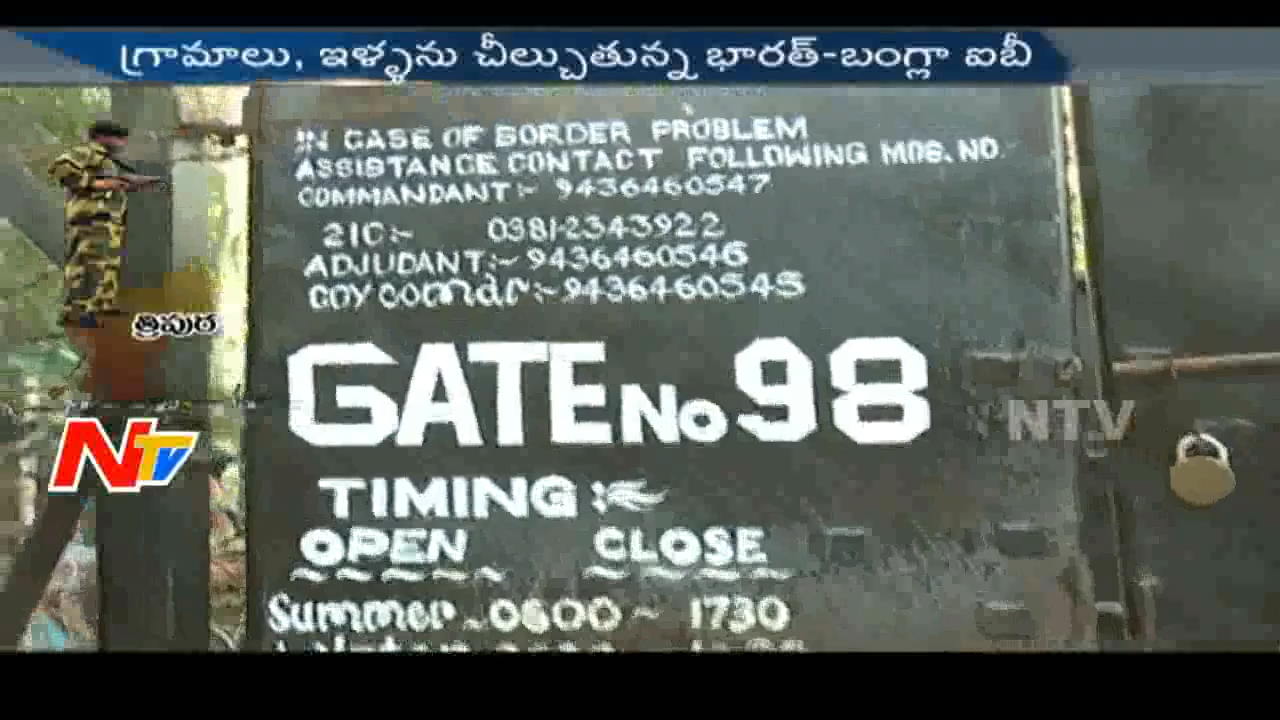 గ్రామాలు, ఇళ్ళను చీల్చుతున్న భారత్-బంగ్లా ఐబీ
IN CASE OF BORDER PROBLEM
ASSISTANCE CONTACT FOLLOWING MOB. NO.
COMMANDANT:- 9436460547
2IC:- 0381-2343922
ADJUDANT:- 9436460546
COY COMdr:- 9436460545
త్రిపుర
GATE No 98
NTV
NTV
TIMING :-
OPEN CLOSE
Summer 0600 ~ 1730